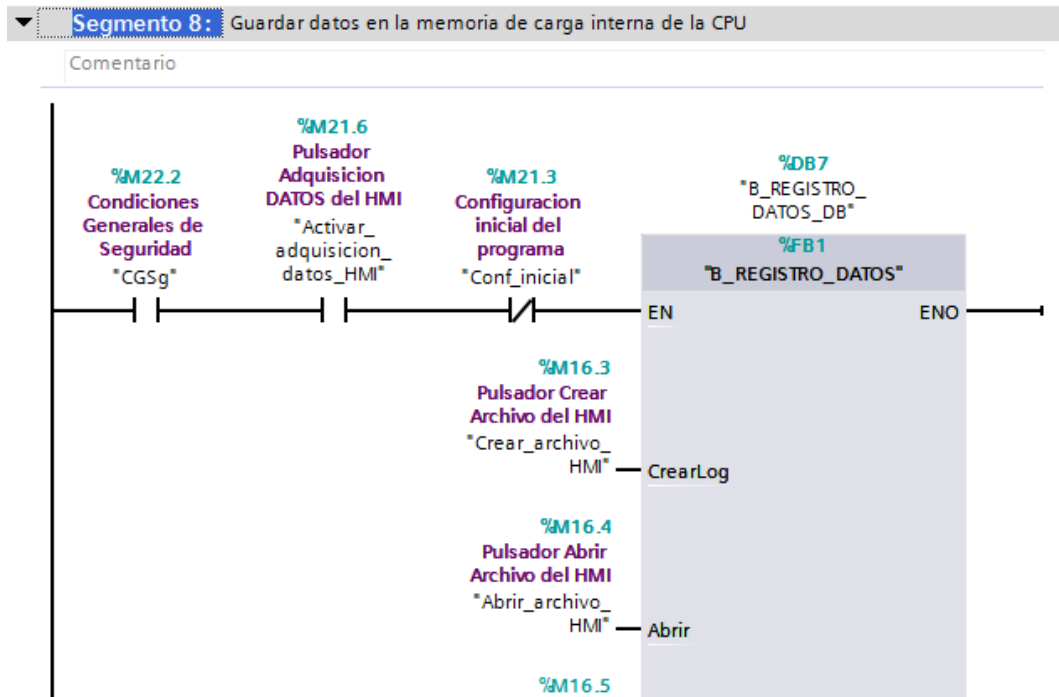 Segmento 8: Guardar datos en la memoria de carga interna de la CPU
Comentario
%M22.2
Condiciones
Generales de
Seguridad
"CGSg"
%M21.6
Pulsador
Adquisicion
DATOS del HMI
"Activar_
adquisicion_
datos_HMI"
%M21.3
Configuracion
inicial del
programa
"Conf_inicial"
%DB7
"B_REGISTRO_
DATOS_DB"
%FB1
"B_REGISTRO_DATOS"
EN
ENO
%M16.3
Pulsador Crear
Archivo del HMI
"Crear_archivo_
HMI"
CrearLog
%M16.4
Pulsador Abrir
Archivo del HMI
"Abrir_archivo_
HMI"
Abrir
%M16.5